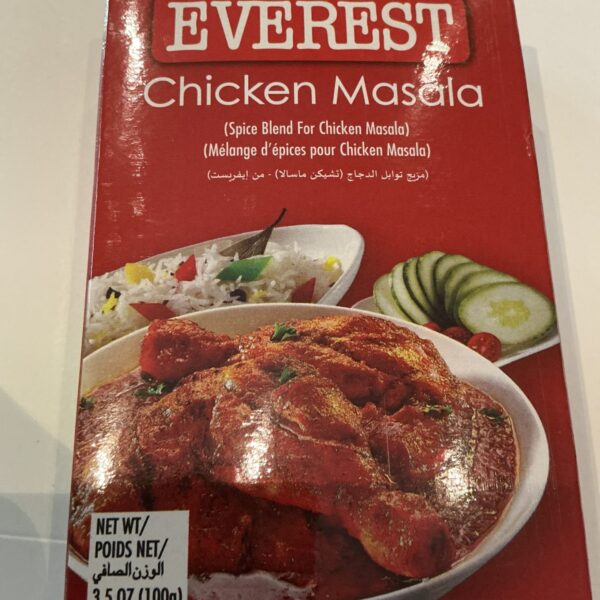 EVEREST
Chicken Masala
(Spice Blend For Chicken Masala)
(Mélange d'épices pour Chicken Masala)
(مزيج توابل الدجاج (تشيكن ماسالا) - من إيفريست)
NET WT/
POIDS NET/
الوزن الصافي
3.5 OZ (100g)